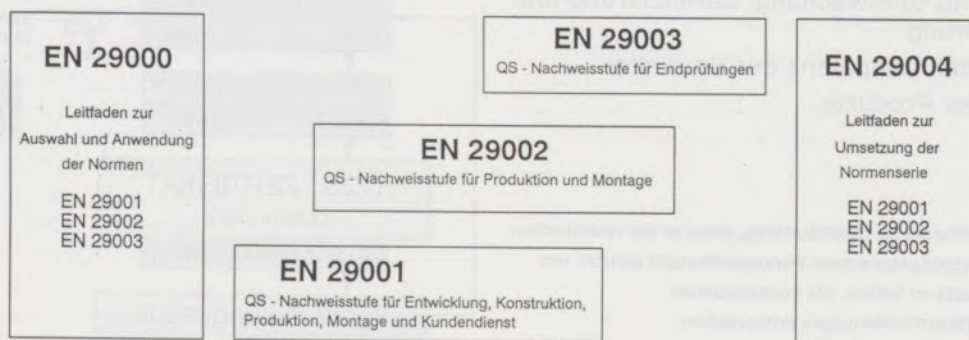 EN 29000
Leitfaden zur
Auswahl und Anwendung
der Normen
EN 29001
EN 29002
EN 29003
EN 29003
QS - Nachweisstufe für Endprüfungen
EN 29002
QS - Nachweisstufe für Produktion und Montage
EN 29001
QS - Nachweisstufe für Entwicklung, Konstruktion,
Produktion, Montage und Kundendienst
EN 29004
Leitfaden zur
Umsetzung der
Normenserie
EN 29001
EN 29002
EN 29003